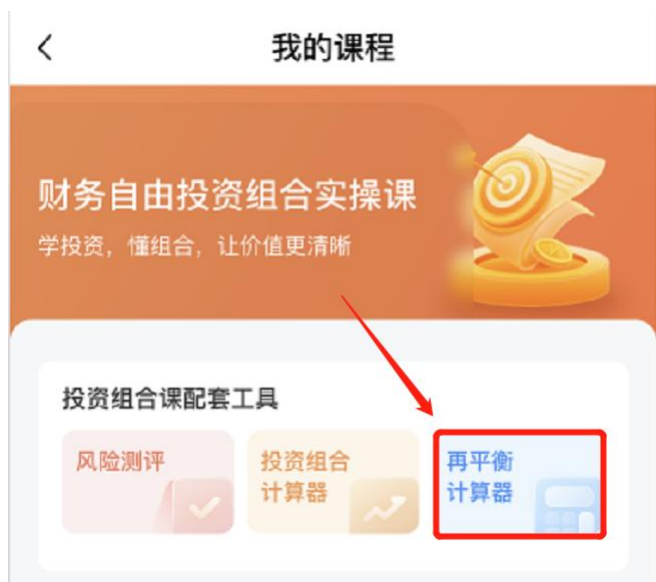 我的课程
财务自由投资组合实操课
学投资，懂组合，让价值更清晰
投资组合课配套工具
风险测评
投资组合
计算器
再平衡
计算器